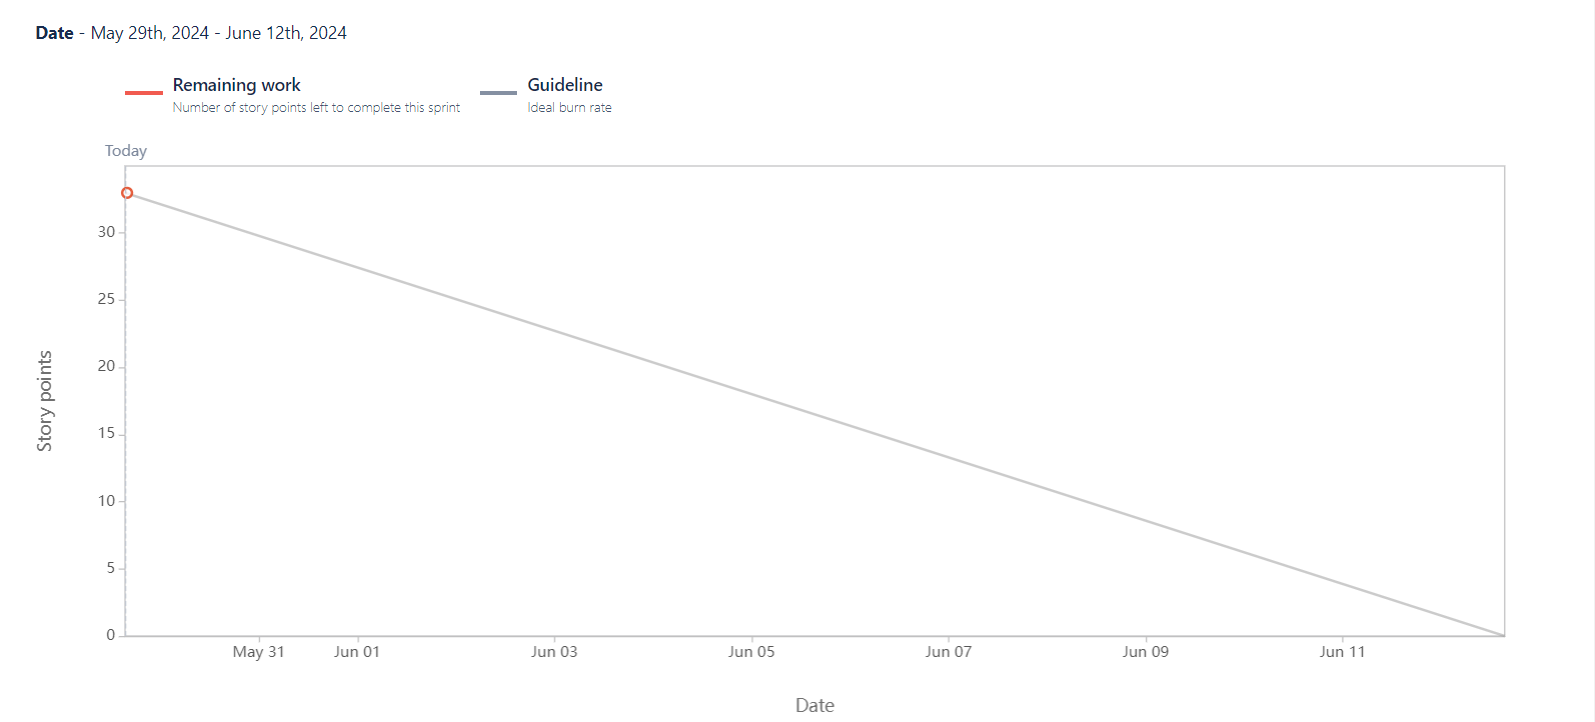 Date - May 29th, 2024 - June 12th, 2024
Remaining work
Number of story points left to complete this sprint
Guideline
Ideal burn rate
Today
30
25
20
15
10
5
0
Story points
May 31 Jun 01 Jun 03 Jun 05 Jun 07 Jun 09 Jun 11
Date